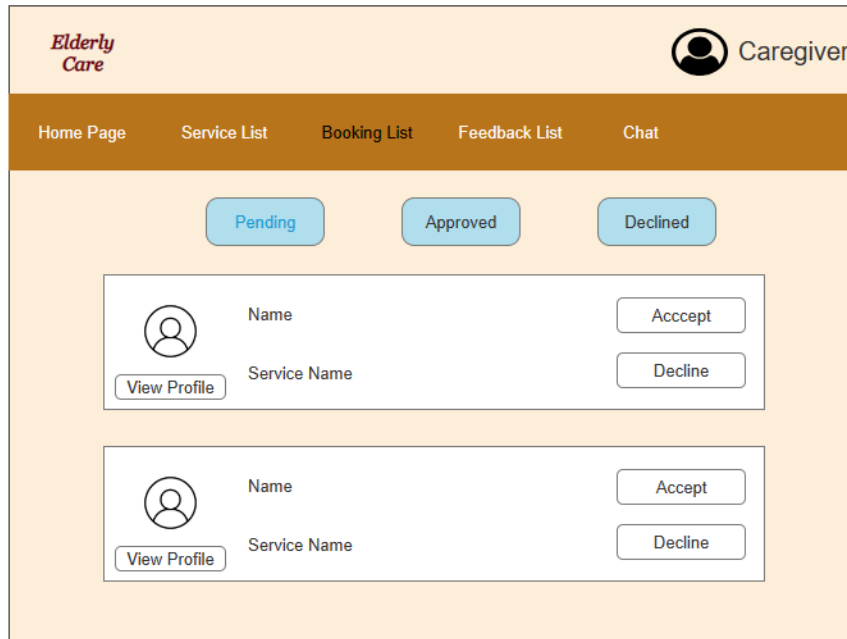 Elderly
Care
Caregiver
Home Page Service List Booking List Feedback List Chat
Pending Approved Declined
Name
Acccept
View Profile
Service Name
Decline
Name
Accept
View Profile
Service Name
Decline